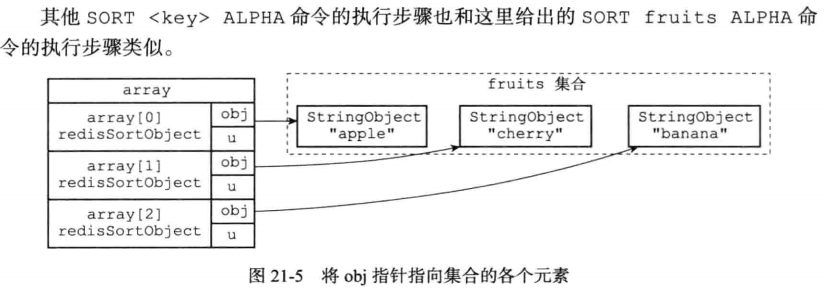 其他 SORT <key> ALPHA 命令的执行步骤也和这里给出的 SORT fruits ALPHA 命
令的执行步骤类似。
array
fruits 集合
array[0]
redisSortObject
obj
u
StringObject
"apple"
StringObject
"cherry"
StringObject
"banana"
array[1]
redisSortObject
obj
u
array[2]
redisSortObject
obj
u
图 21-5 将 obj 指针指向集合的各个元素